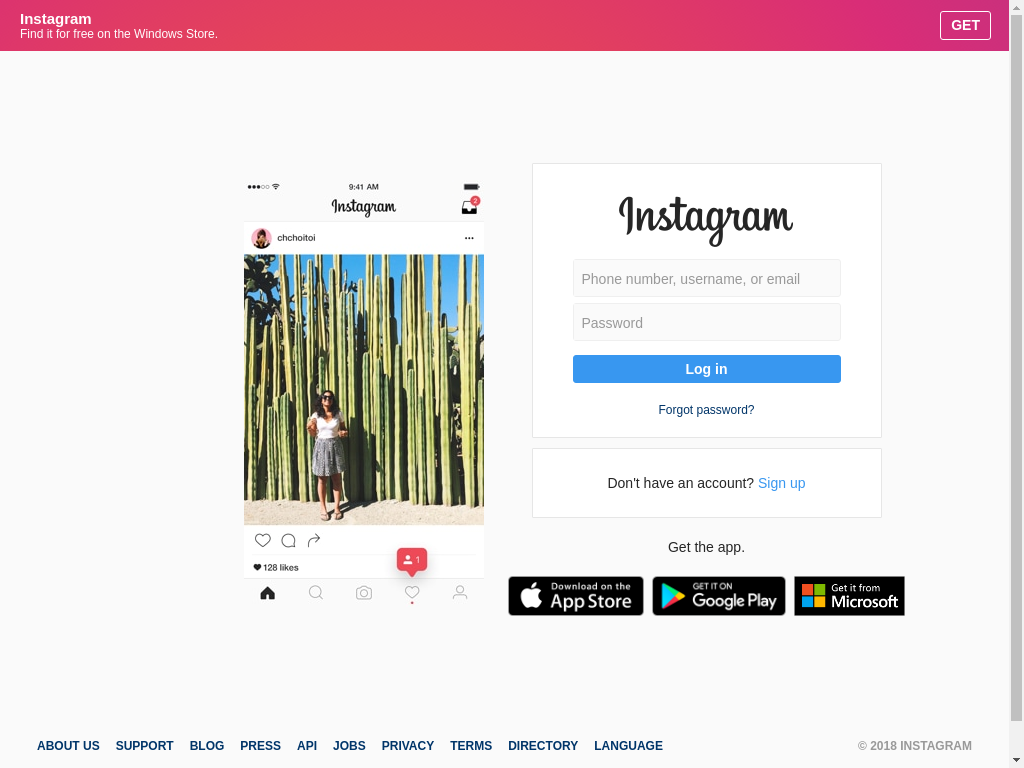 Instagram
Find it for free on the Windows Store.
GET
9:41 AM
Instagram
2
chchoitoi
1
128 likes
Instagram
Phone number, username, or email
Password
Log in
Forgot password?
Don't have an account? Sign up
Get the app.
Download on the
App Store
GET IT ON
Google Play
Get it from
Microsoft
ABOUT US SUPPORT BLOG PRESS API JOBS PRIVACY TERMS DIRECTORY LANGUAGE
© 2018 INSTAGRAM